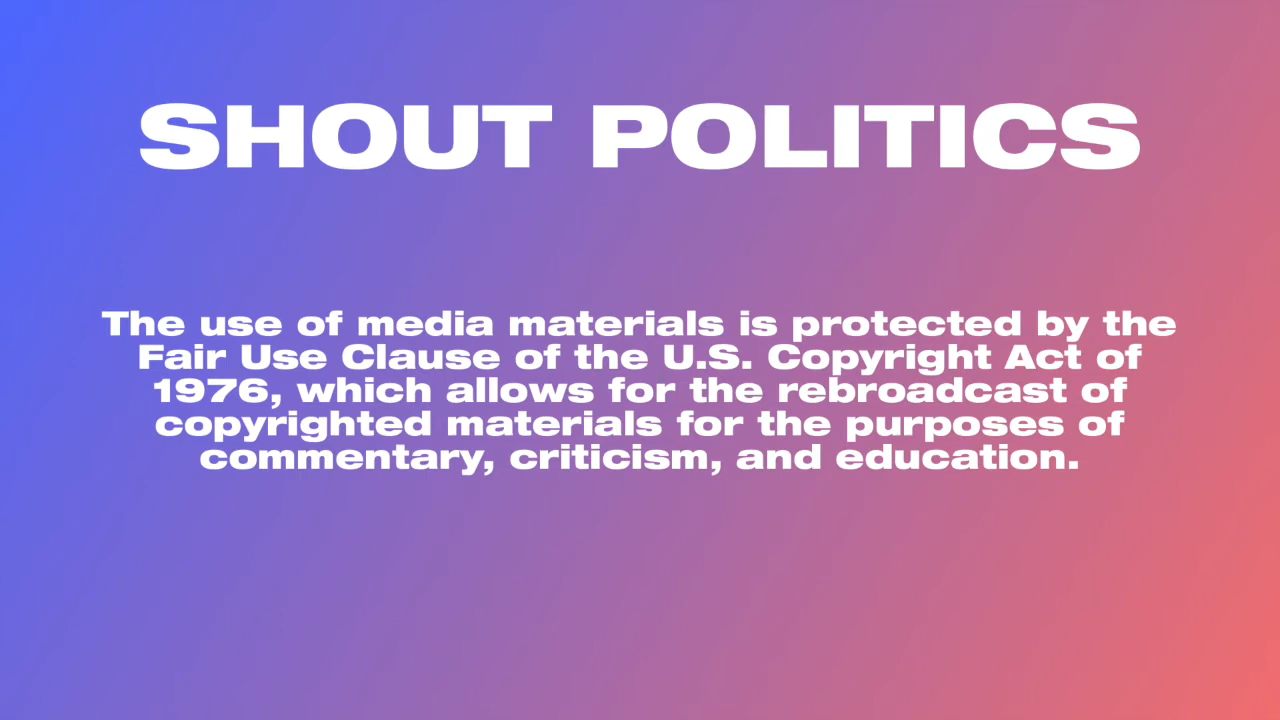 SHOUT POLITICS
The use of media materials is protected by the
Fair Use Clause of the U.S. Copyright Act of
1976, which allows for the rebroadcast of
copyrighted materials for the purposes of
commentary, criticism, and education.